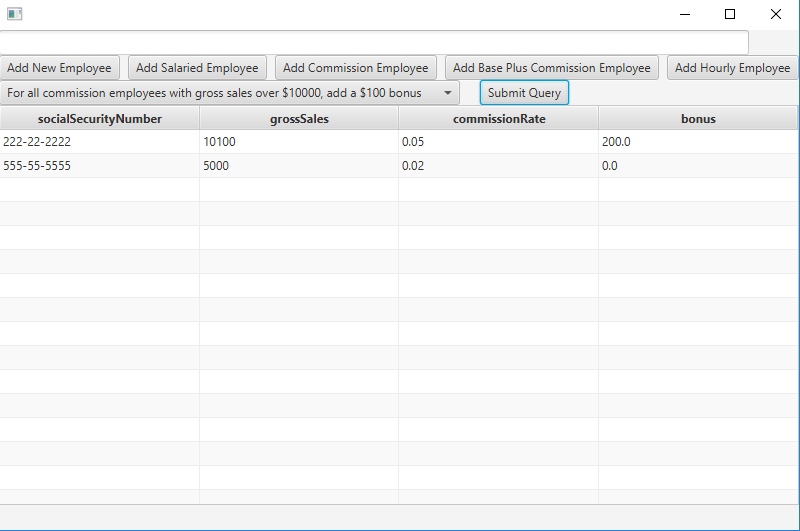 Add New Employee Add Salaried Employee Add Commission Employee Add Base Plus Commission Employee Add Hourly Employee
For all commission employees with gross sales over $10000, add a $100 bonus Submit Query
socialSecurityNumber grossSales commissionRate bonus
222-22-2222 10100 0.05 200.0
555-55-5555 5000 0.02 0.0